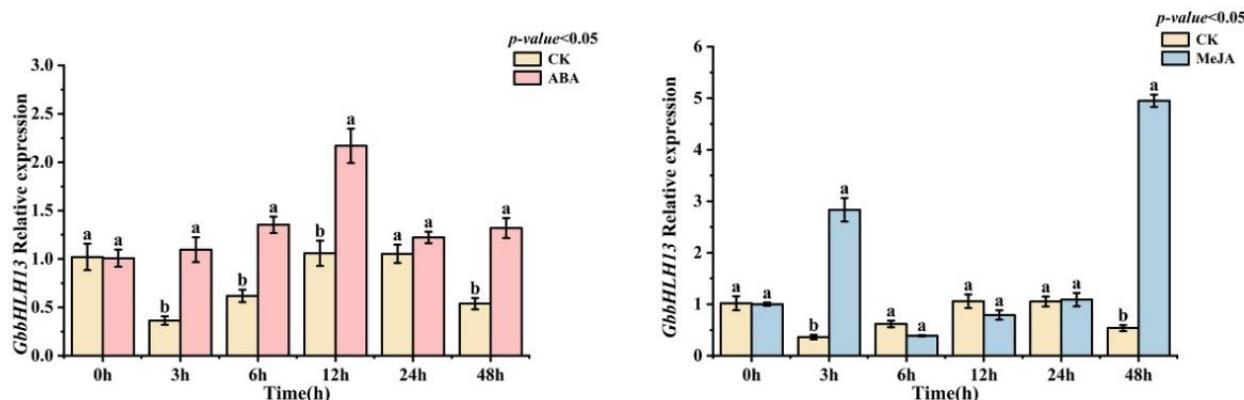 p-value<0.05
CK
ABA
GbbHLH13 Relative expression
3.0
2.5
2.0
1.5
1.0
0.5
0.0
a a b a b a b a a a b a
0h 3h 6h 12h 24h 48h
Time(h)
p-value<0.05
CK
MeJA
GbbHLH13 Relative expression
6
5
4
3
2
1
0
a a b a a a a a a a b a
0h 3h 6h 12h 24h 48h
Time(h)